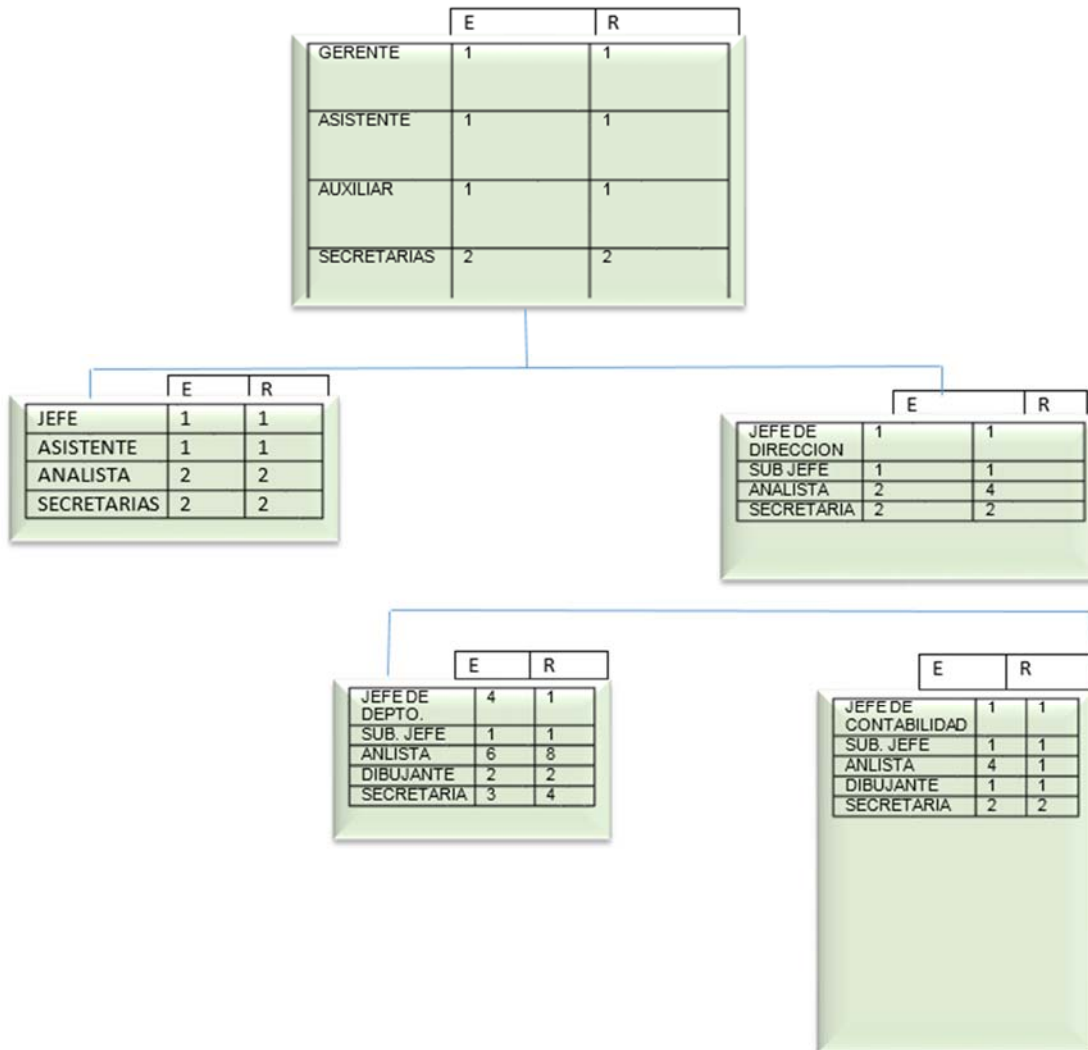 E R
GERENTE 1 1
ASISTENTE 1 1
AUXILIAR 1 1
SECRETARIAS 2 2
E R
JEFE 1 1
ASISTENTE 1 1
ANALISTA 2 2
SECRETARIAS 2 2
E R
JEFE DE 1 1
DIRECCION
SUB JEFE 1 1
ANALISTA 2 4
SECRETARIA 2 2
E R
JEFE DE 4 1
DEPTO.
SUB. JEFE 1 1
ANLISTA 6 8
DIBUJANTE 2 2
SECRETARIA 3 4
E R
JEFE DE 1 1
CONTABILIDAD
SUB. JEFE 1 1
ANLISTA 4 1
DIBUJANTE 1 1
SECRETARIA 2 2